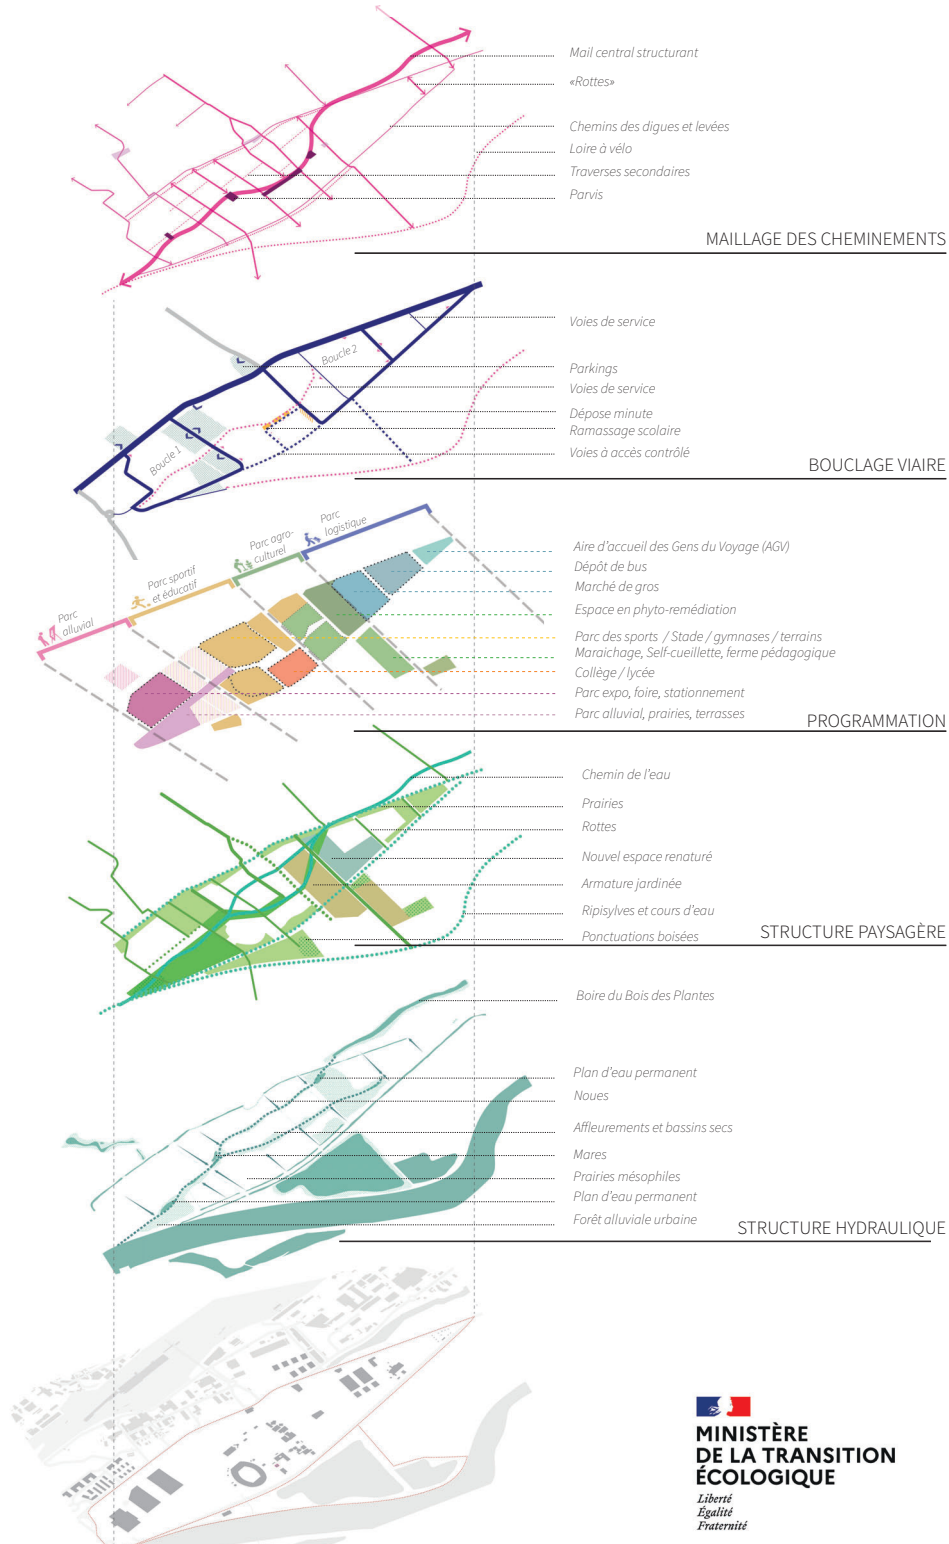 Mail central structurant
«Rottes»
Chemins des digues et levées
Loire à vélo
Traverses secondaires
Parvis
MAILLAGE DES CHEMINEMENTS
Voies de service
Boucle 2
Parkings
Voies de service
Dépose minute
Ramassage scolaire
Boucle 1
Voies à accès contrôlé
BOUCLAGE VIAIRE
Parc
logistique
Parc agro-
culturel
Parc sportif
et éducatif
Parc
alluvial
Aire d'accueil des Gens du Voyage (AGV)
Dépôt de bus
Marché de gros
Espace en phyto-remédiation
Parc des sports / Stade / gymnases / terrains
Maraichage, Self-cueillette, ferme pédagogique
Collège / lycée
Parc expo, foire, stationnement
Parc alluvial, prairies, terrasses
PROGRAMMATION
Chemin de l'eau
Prairies
Rottes
Nouvel espace renaturé
Armature jardinée
Ripisylves et cours d'eau
Ponctuations boisées
STRUCTURE PAYSAGÈRE
Boire du Bois des Plantes
Plan d'eau permanent
Noues
Affleurements et bassins secs
Mares
Prairies mésophiles
Plan d'eau permanent
Forêt alluviale urbaine
STRUCTURE HYDRAULIQUE
MINISTÈRE
DE LA TRANSITION
ÉCOLOGIQUE
Liberté
Égalité
Fraternité